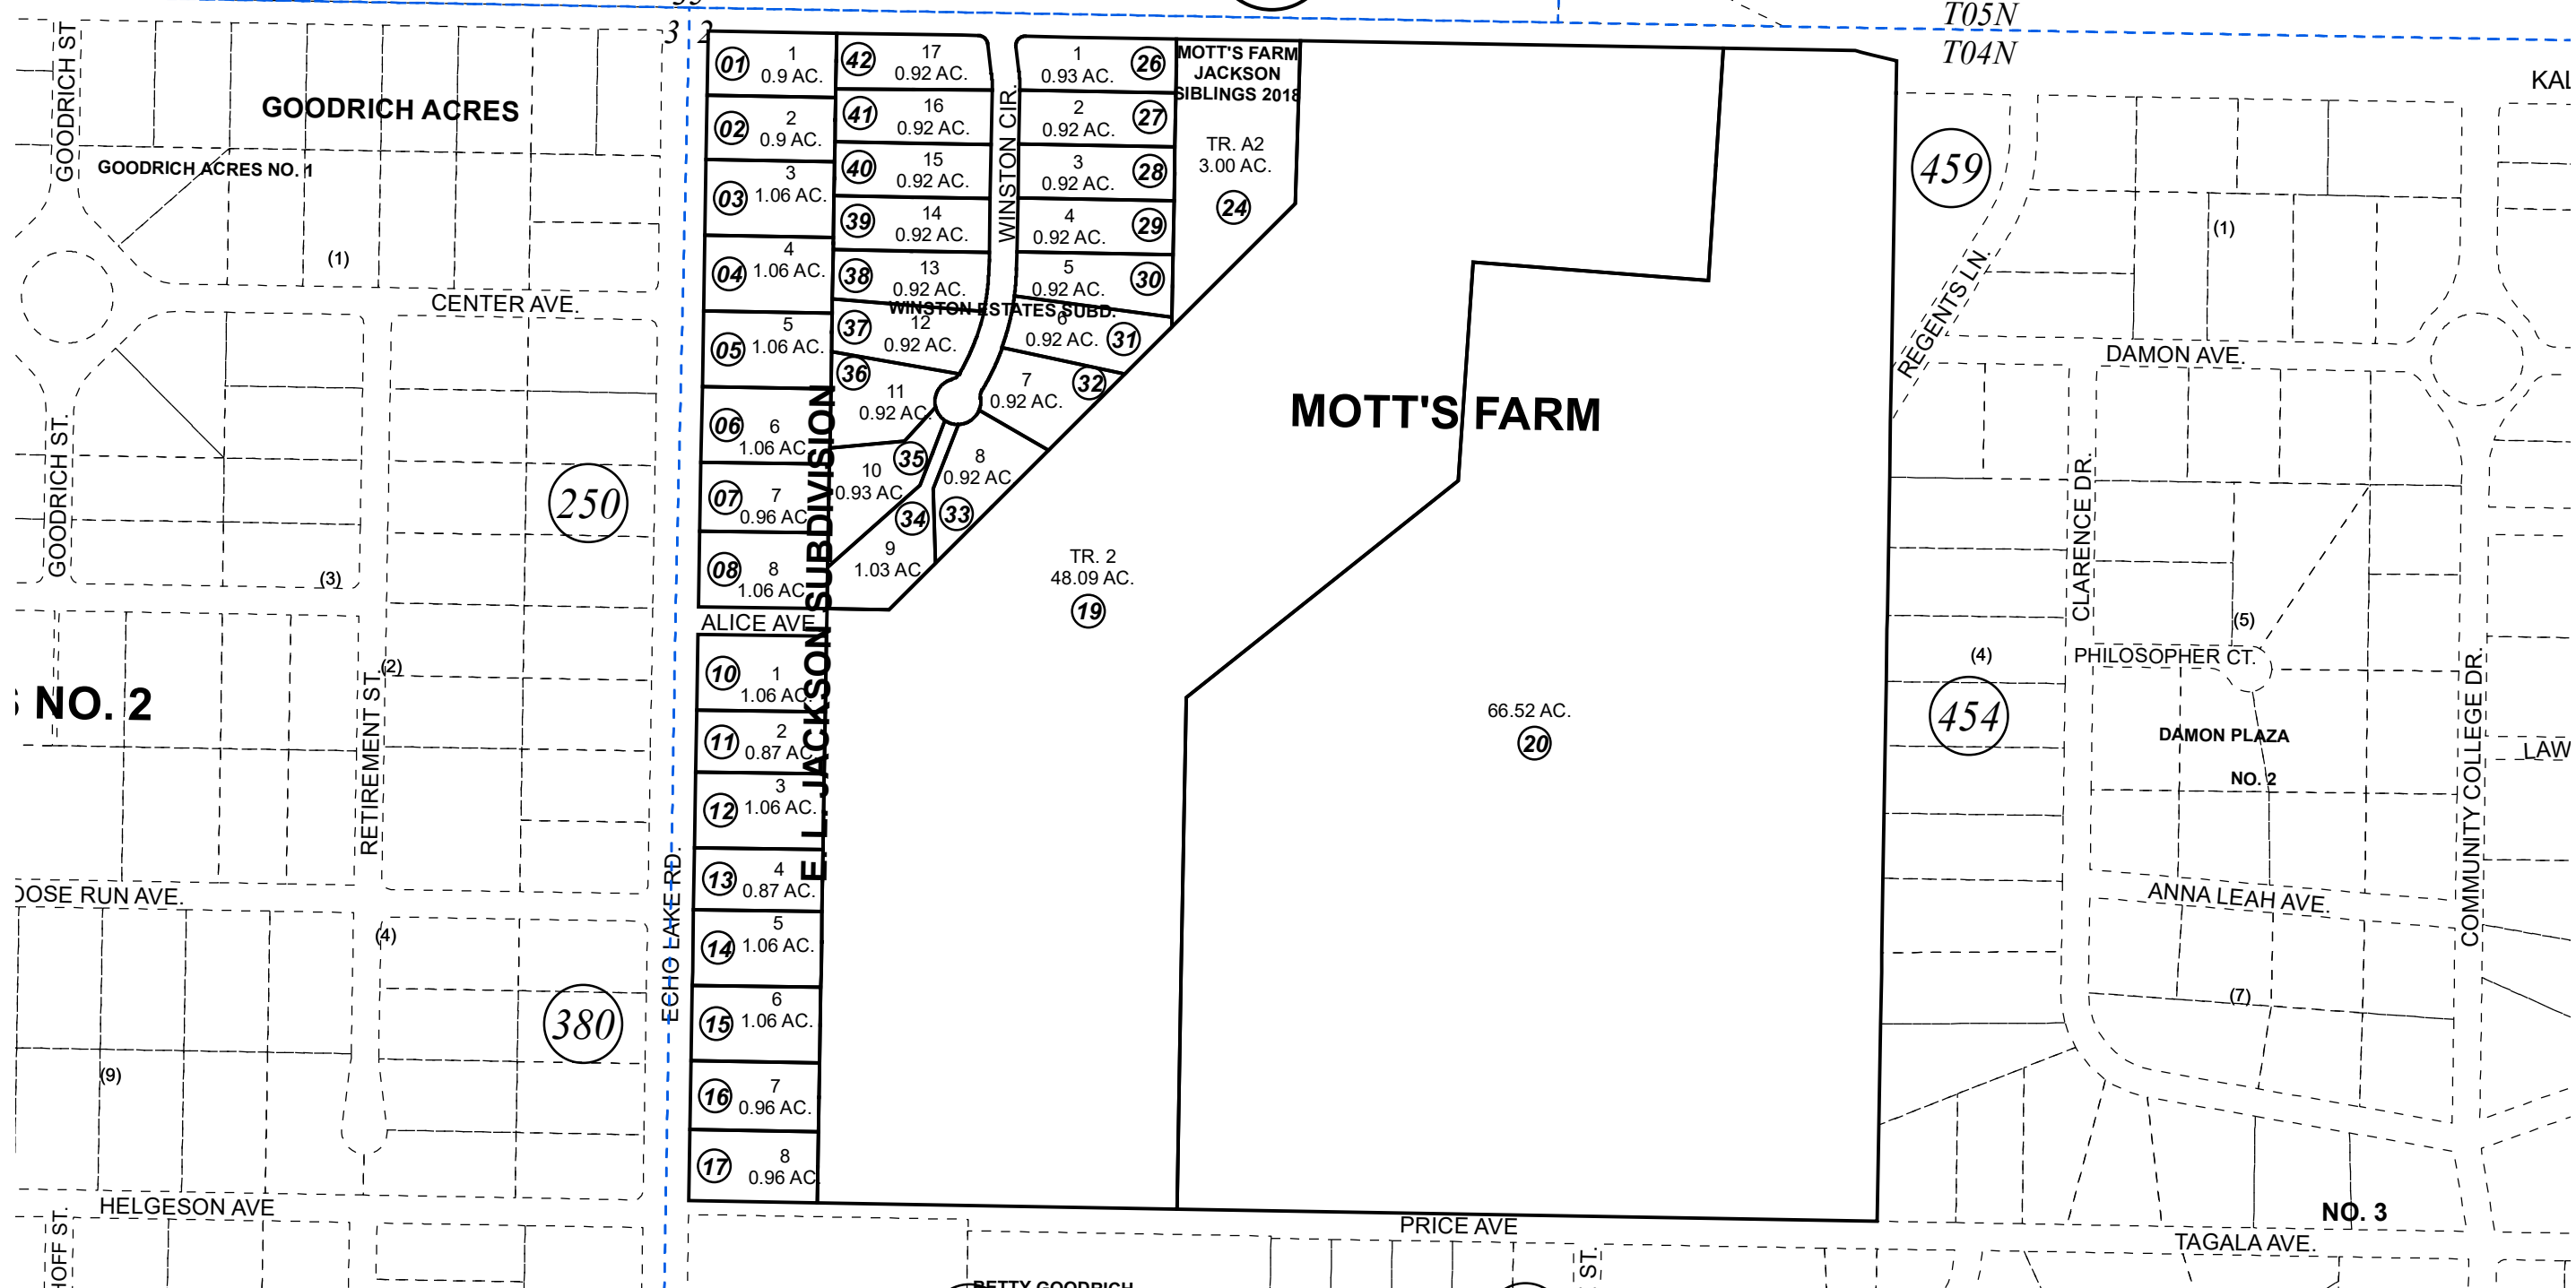 T05N
T04N
3 2
KAL
GOODRICH ST
GOODRICH ACRES
GOODRICH ACRES NO. 1
(1)
CENTER AVE.
GOODRICH ST.
250
(3)
(2)
S NO. 2
RETIREMENT ST.
OOSE RUN AVE.
(4)
380
(9)
HELGESON AVE
HOFF ST.
ECHO LAKE RD.
01 1
0.9 AC.
02 2
0.9 AC.
03 3
1.06 AC.
04 4
1.06 AC.
05 5
1.06 AC.
06 6
1.06 AC.
07 7
0.96 AC
08 8
1.06 AC
ALICE AVE
10 1
1.06 AC.
11 2
0.87 AC
12 3
1.06 AC.
13 4
0.87 AC.
14 5
1.06 AC.
15 6
1.06 AC.
16 7
0.96 AC.
17 8
0.96 AC.
E. L. JACKSON SUBDIVISION
42 17
0.92 AC.
41 16
0.92 AC.
40 15
0.92 AC.
39 14
0.92 AC.
38 13
0.92 AC.
WINSTON ESTATES SUBD.
37 12
0.92 AC.
36 11
0.92 AC.
35 10
0.93 AC.
34 9
1.03 AC.
WINSTON CIR.
1 26
0.93 AC.
2 27
0.92 AC.
3 28
0.92 AC.
4 29
0.92 AC.
5 30
0.92 AC.
6 31
0.92 AC.
7 32
0.92 AC.
8 33
0.92 AC
MOTT'S FARM
JACKSON
SIBLINGS 2018
TR. A2
3.00 AC.
24
MOTT'S FARM
TR. 2
48.09 AC.
19
66.52 AC.
20
PRICE AVE
BETTY GOODRICH
ST.
459
REGENTS LN.
(1)
DAMON AVE.
CLARENCE DR.
(5)
(4)
PHILOSOPHER CT.
454
DAMON PLAZA
NO. 2
COMMUNITY COLLEGE DR.
LAW
ANNA LEAH AVE.
(7)
NO. 3
TAGALA AVE.